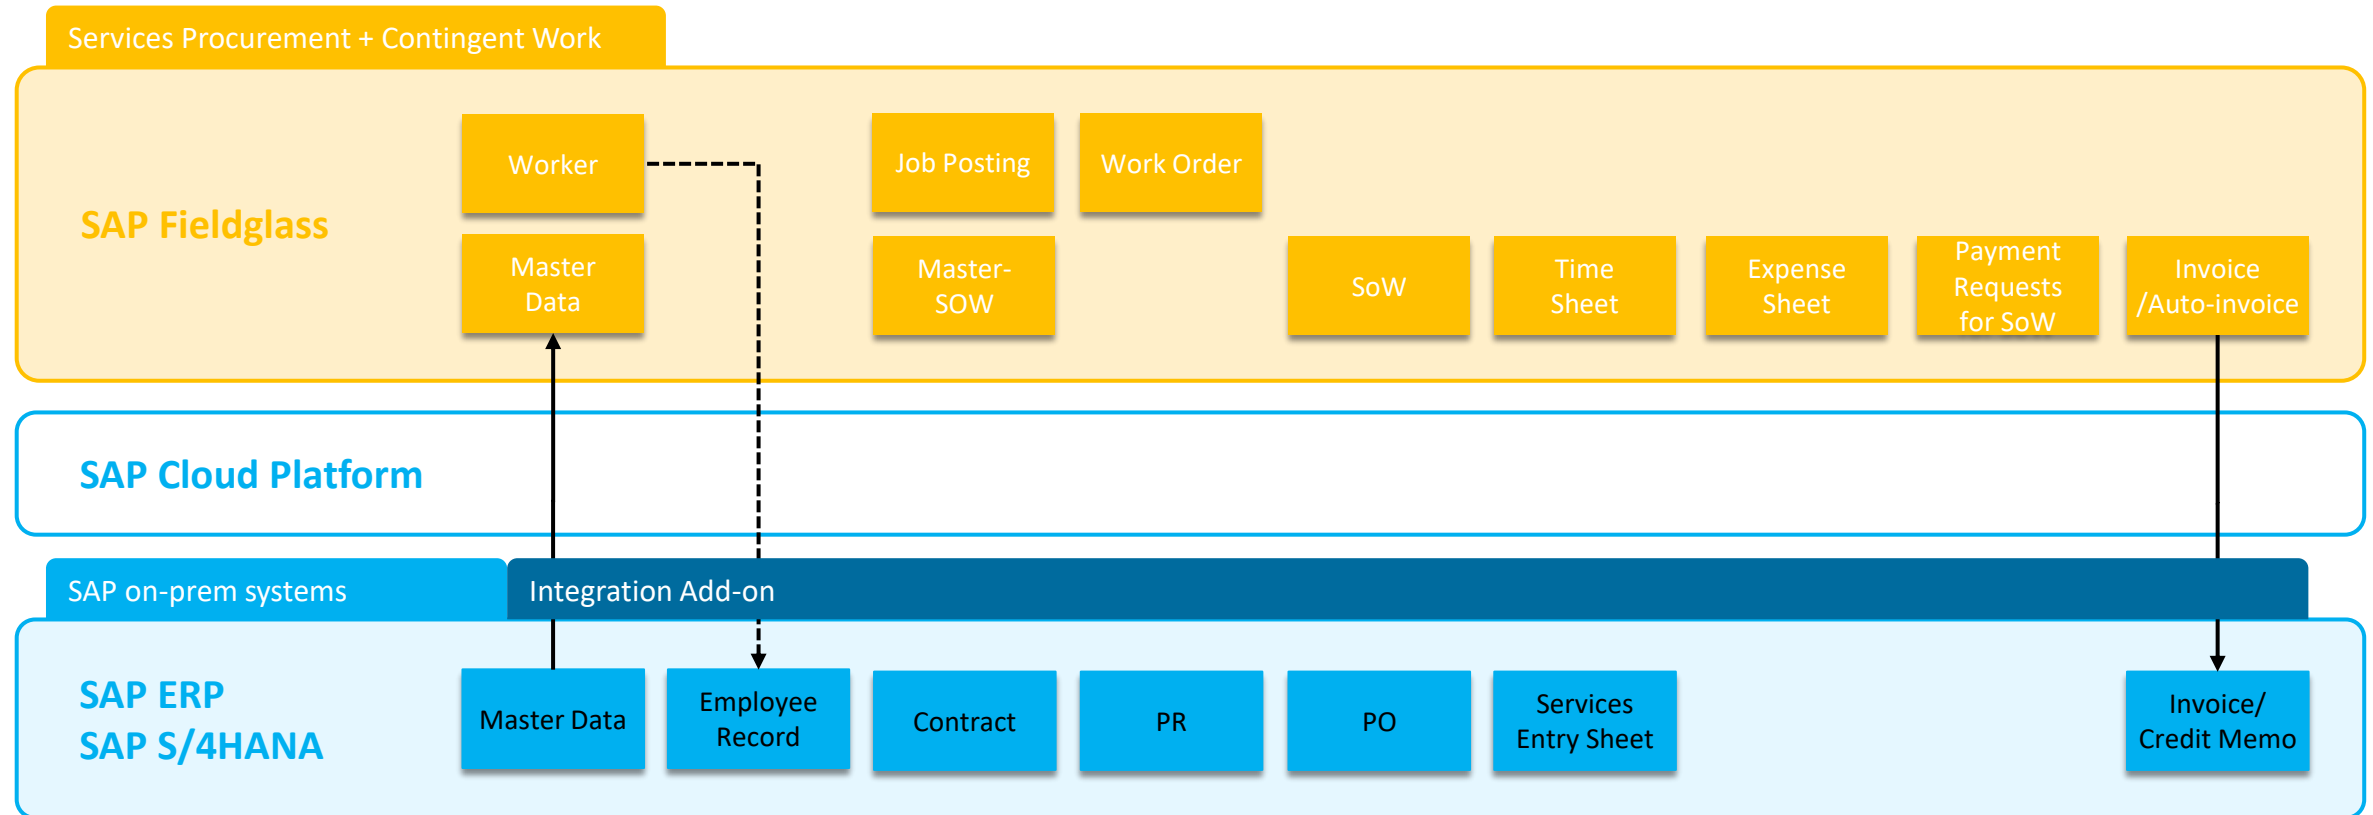 Services Procurement + Contingent Work
Worker
Job Posting
Work Order
SAP Fieldglass
Master
Data
Master-
SOW
SoW
Time
Sheet
Expense
Sheet
Payment
Requests
for SoW
Invoice
/Auto-invoice
SAP Cloud Platform
SAP on-prem systems
Integration Add-on
SAP ERP
SAP S/4HANA
Master Data
Employee
Record
Contract
PR
PO
Services
Entry Sheet
Invoice/
Credit Memo